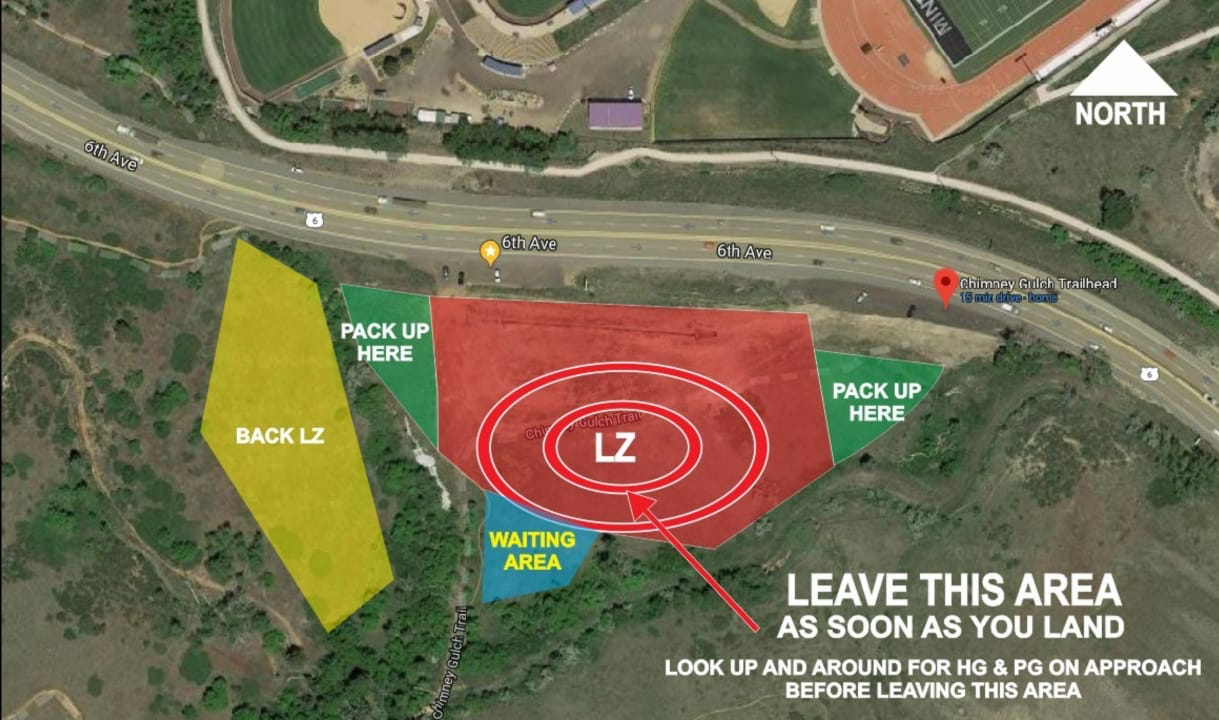 MINES
NORTH
6th Ave
6
6th Ave
6th Ave
Chimney Gulch Trailhead
15 min drive - home
6
PACK UP
HERE
PACK UP
HERE
BACK LZ
Chimney Gulch Trail
LZ
WAITING
AREA
LEAVE THIS AREA
AS SOON AS YOU LAND
LOOK UP AND AROUND FOR HG & PG ON APPROACH
BEFORE LEAVING THIS AREA
Chimney Gulch Trail